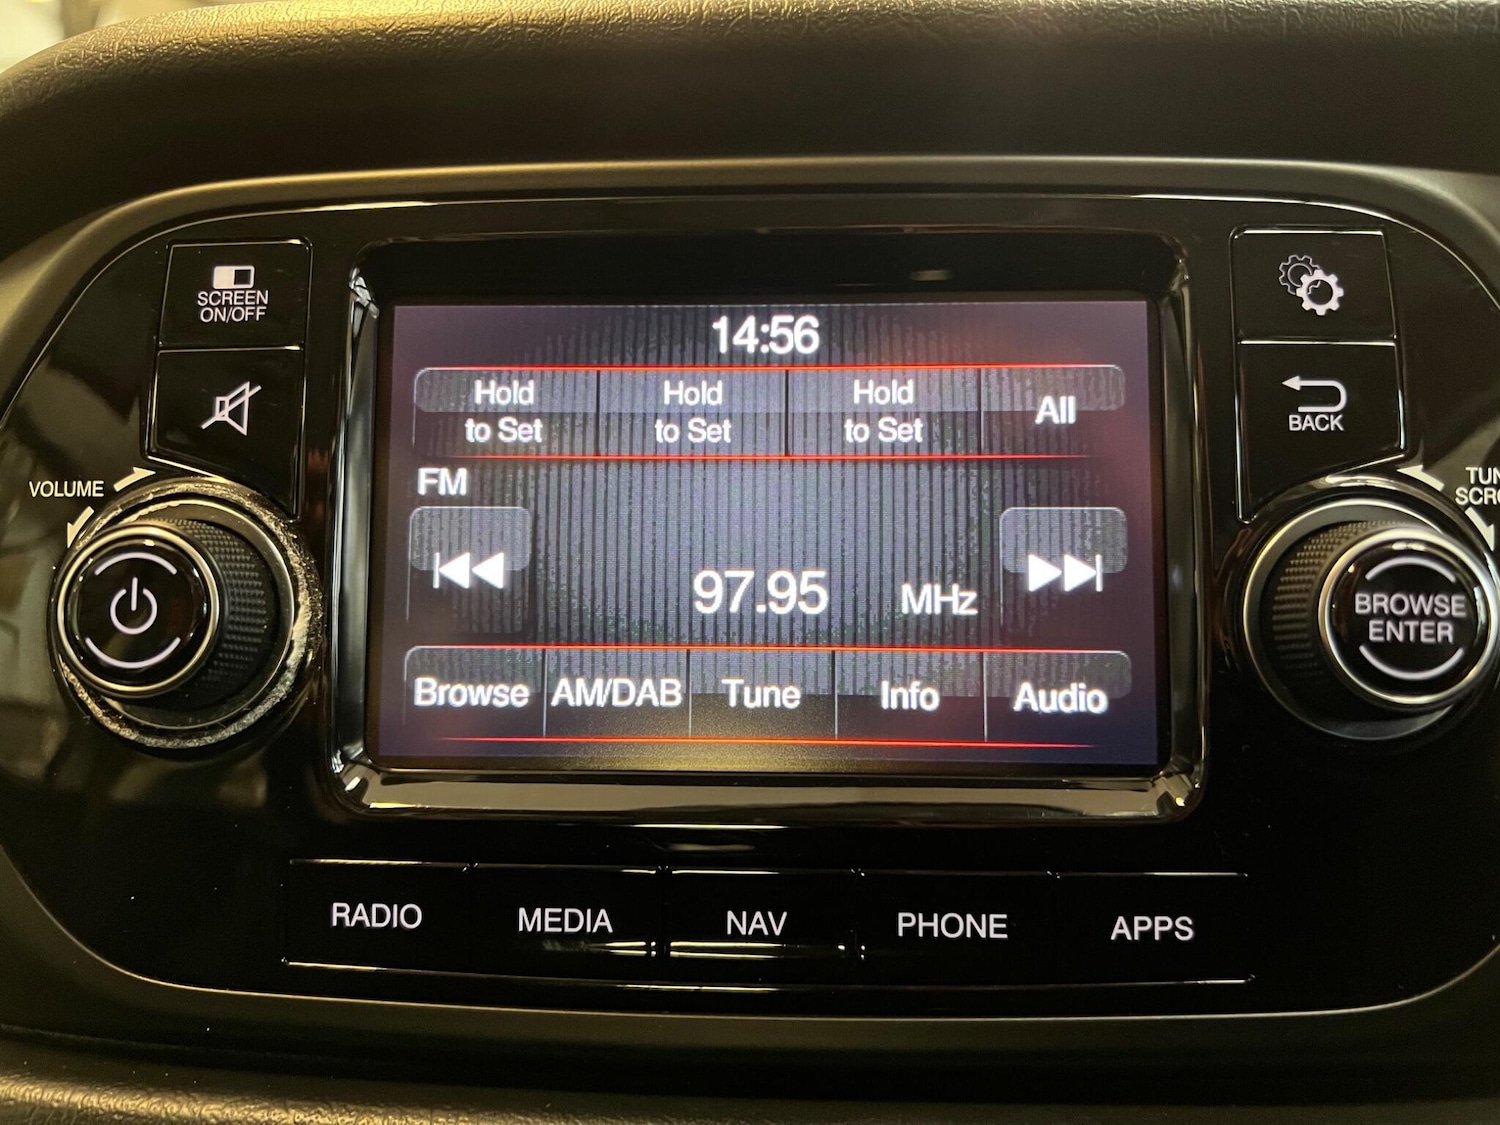 14:56
SCREEN
ON/OFF
Hold
to Set
Hold
to Set
Hold
to Set
All
BACK
VOLUME
FM
97.95 MHz
BROWSE
ENTER
Browse AM/DAB Tune Info Audio
RADIO MEDIA NAV PHONE APPS